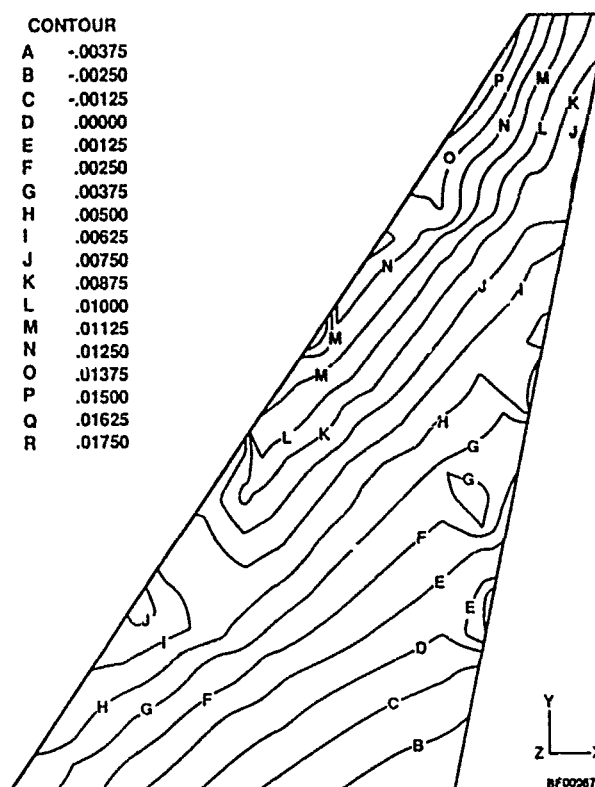 CONTOUR
A -.00375
B -.00250
C -.00125
D .00000
E .00125
F .00250
G .00375
H .00500
I .00625
J .00750
K .00875
L .01000
M .01125
N .01250
O .01375
P .01500
Q .01625
R .01750
P M
K
N L J
O
N
J I
M
M
H
L K
G
G
F
E
E
J
I
D
H G F
C
B
Y
Z X